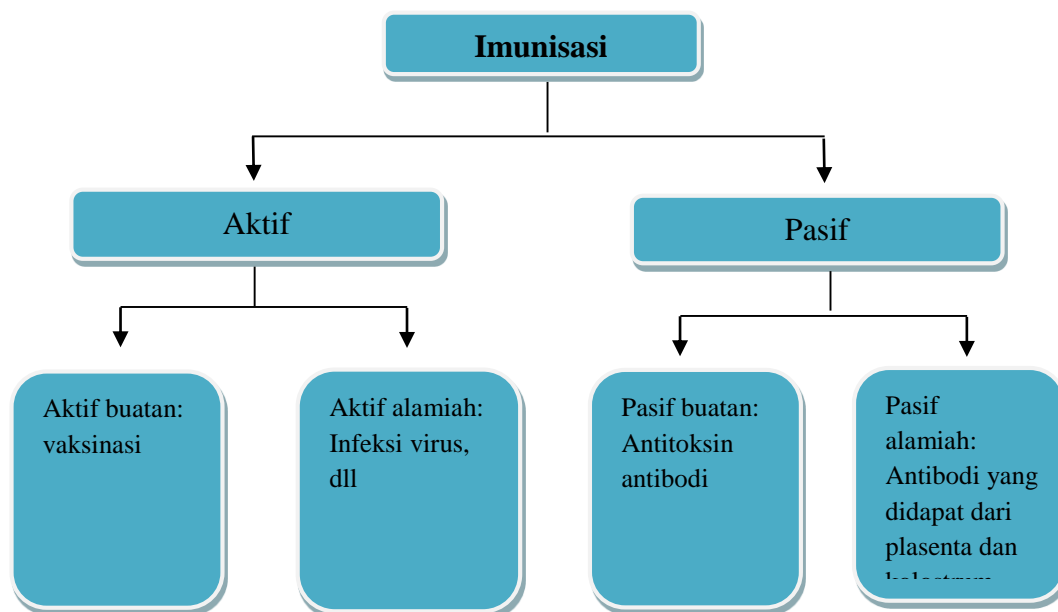 Imunisasi
Aktif
Pasif
Aktif buatan:
vaksinasi
Aktif alamiah:
Infeksi virus,
dll
Pasif buatan:
Antitoksin
antibodi
Pasif
alamiah:
Antibodi yang
didapat dari
plasenta dan